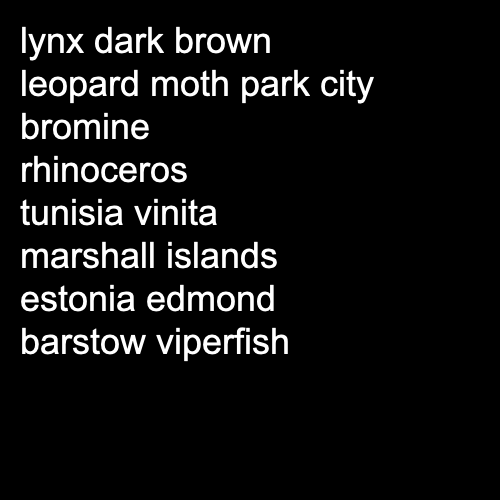 lynx dark brown
leopard moth park city
bromine
rhinoceros
tunisia vinita
marshall islands
estonia edmond
barstow viperfish